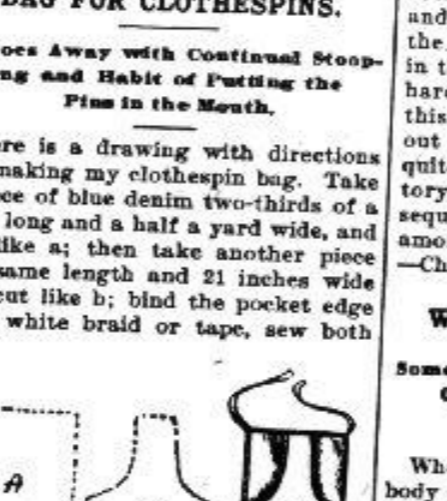 BAG FOR CLOTHESPINS.
oes Away with Continual Stoop-
ng and Habit of Putting the
Pins in the Mouth.
re is a drawing with directions
making my clothespin bag. Take
ce of blue denim two-thirds of a
long and a half a yard wide, and
like a; then take another piece
same length and 21 inches wide
cut like b; bind the pocket edge
white braid or tape, sew both
A
and
the
in t
hard
this
out
quit
tory
sequ
amo
—Ch
W
Some
Wh
body